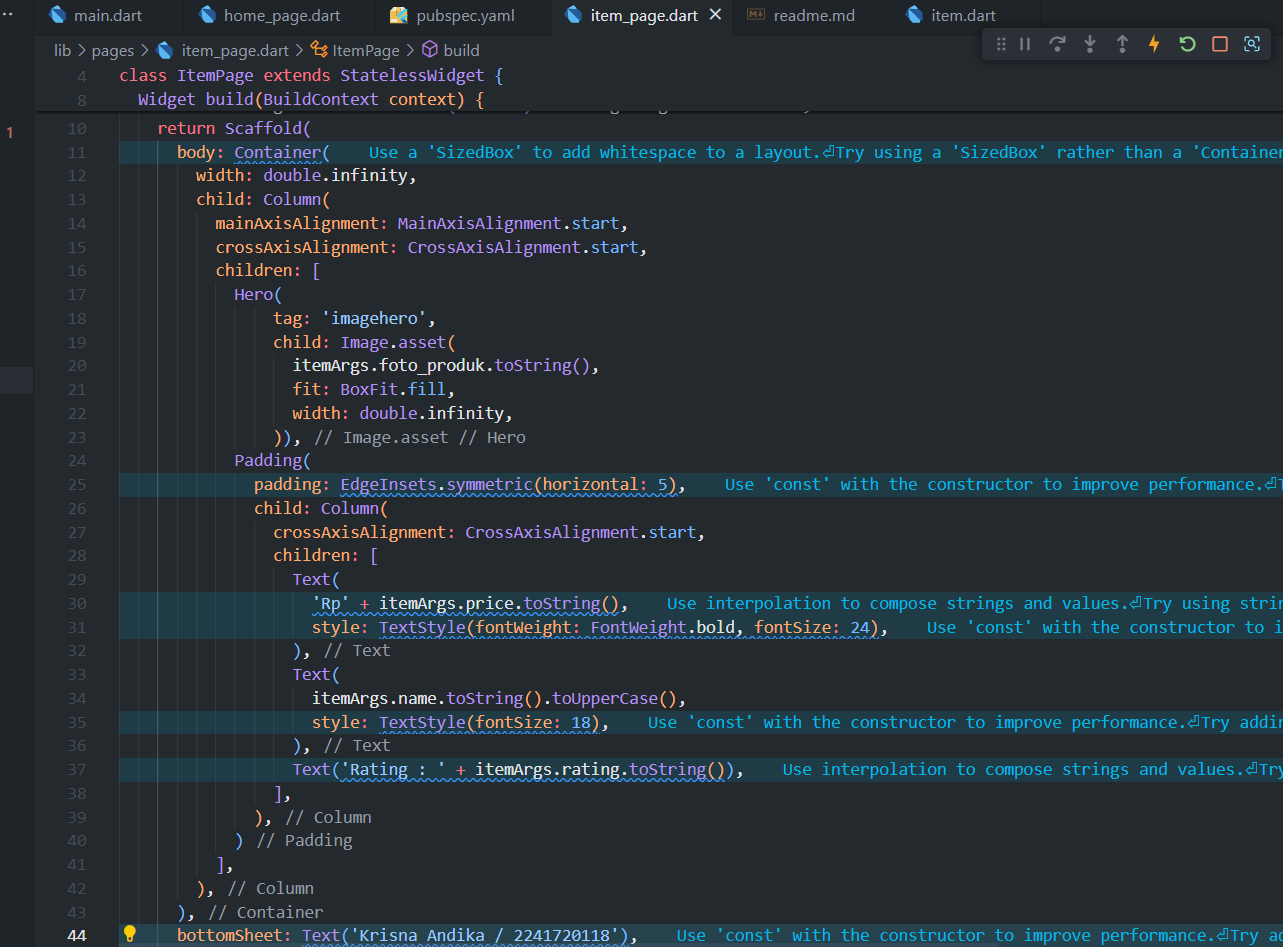 main.dart home_page.dart pubspec.yaml item_page.dart readme.md item.dart
lib > pages > item_page.dart > ItemPage > build
4 class ItemPage extends StatelessWidget {
8 Widget build(BuildContext context) {
1
10 return Scaffold(
11 body: Container( Use a 'SizedBox' to add whitespace to a layout.⏎Try using a 'SizedBox' rather than a 'Container
12 width: double.infinity,
13 child: Column(
14 mainAxisAlignment: MainAxisAlignment.start,
15 crossAxisAlignment: CrossAxisAlignment.start,
16 children: [
17 Hero(
18 tag: 'imagehero',
19 child: Image.asset(
20 itemArgs.foto_produk.toString(),
21 fit: BoxFit.fill,
22 width: double.infinity,
23 )), // Image.asset // Hero
24 Padding(
25 padding: EdgeInsets.symmetric(horizontal: 5), Use 'const' with the constructor to improve performance.⏎T
26 child: Column(
27 crossAxisAlignment: CrossAxisAlignment.start,
28 children: [
29 Text(
30 'Rp' + itemArgs.price.toString(), Use interpolation to compose strings and values.⏎Try using strin
31 style: TextStyle(fontWeight: FontWeight.bold, fontSize: 24), Use 'const' with the constructor to i
32 ), // Text
33 Text(
34 itemArgs.name.toString().toUpperCase(),
35 style: TextStyle(fontSize: 18), Use 'const' with the constructor to improve performance.⏎Try addin
36 ), // Text
37 Text('Rating : ' + itemArgs.rating.toString()), Use interpolation to compose strings and values.⏎Try
38 ],
39 ), // Column
40 ) // Padding
41 ],
42 ), // Column
43 ), // Container
44 bottomSheet: Text('Krisna Andika / 2241720118'), Use 'const' with the constructor to improve performance.⏎Try ad